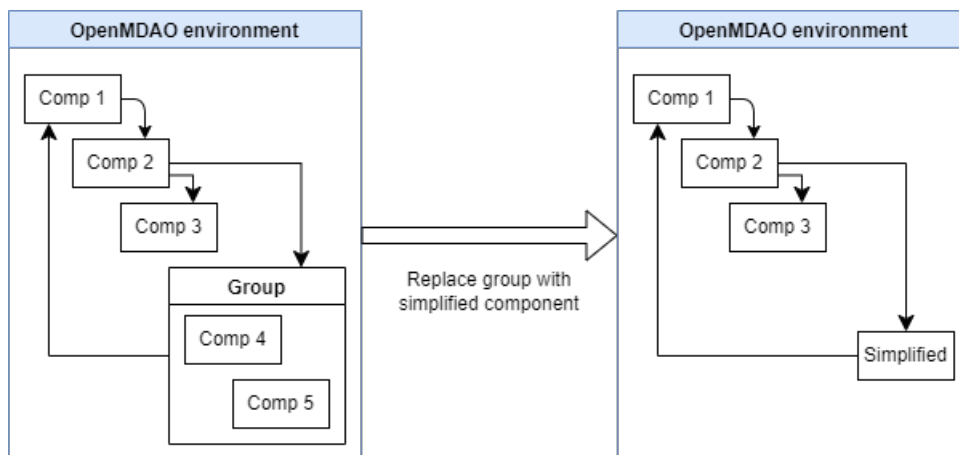 OpenMDAO environment
Comp 1
Comp 2
Comp 3
Group
Comp 4
Comp 5
Replace group with
simplified component
OpenMDAO environment
Comp 1
Comp 2
Comp 3
Simplified